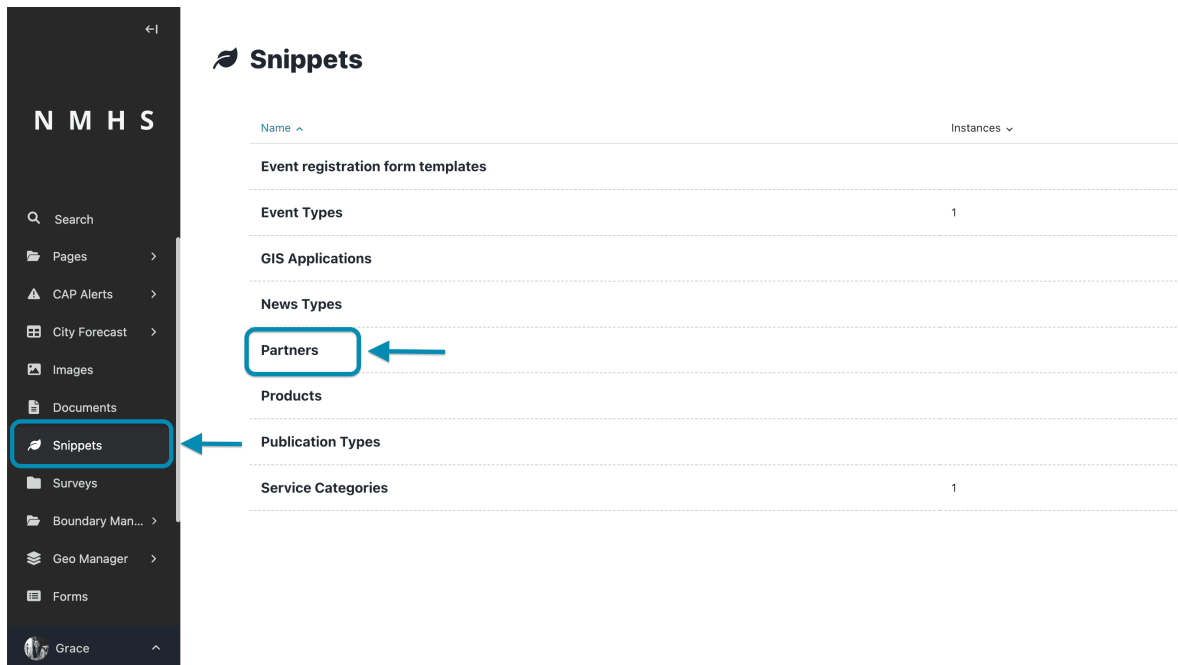 N M H S
Search
Pages
CAP Alerts
City Forecast
Images
Documents
Snippets
Surveys
Boundary Man...
Geo Manager
Forms
Grace
Snippets
Name Instances
Event registration form templates
Event Types 1
GIS Applications
News Types
Partners
Products
Publication Types
Service Categories 1